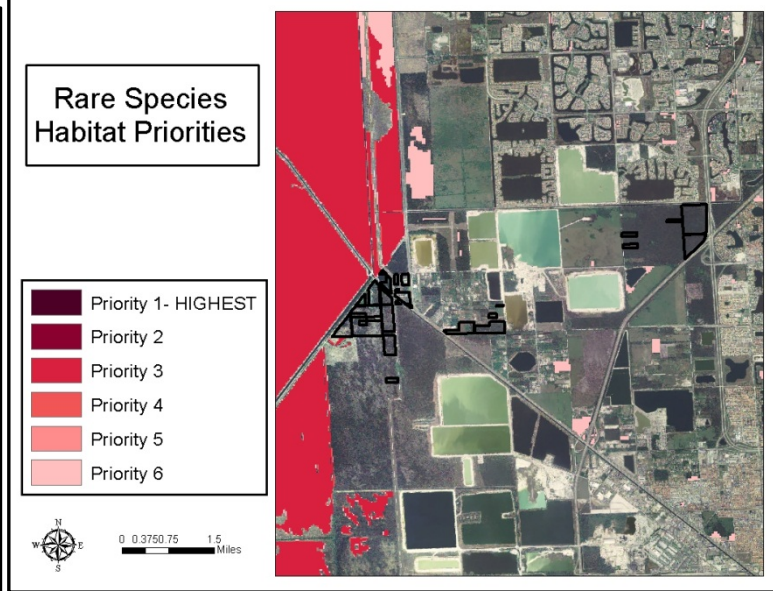 Rare Species
Habitat Priorities
Priority 1- HIGHEST
Priority 2
Priority 3
Priority 4
Priority 5
Priority 6
N
W E
S
0 0.3750.75 1.5
Miles